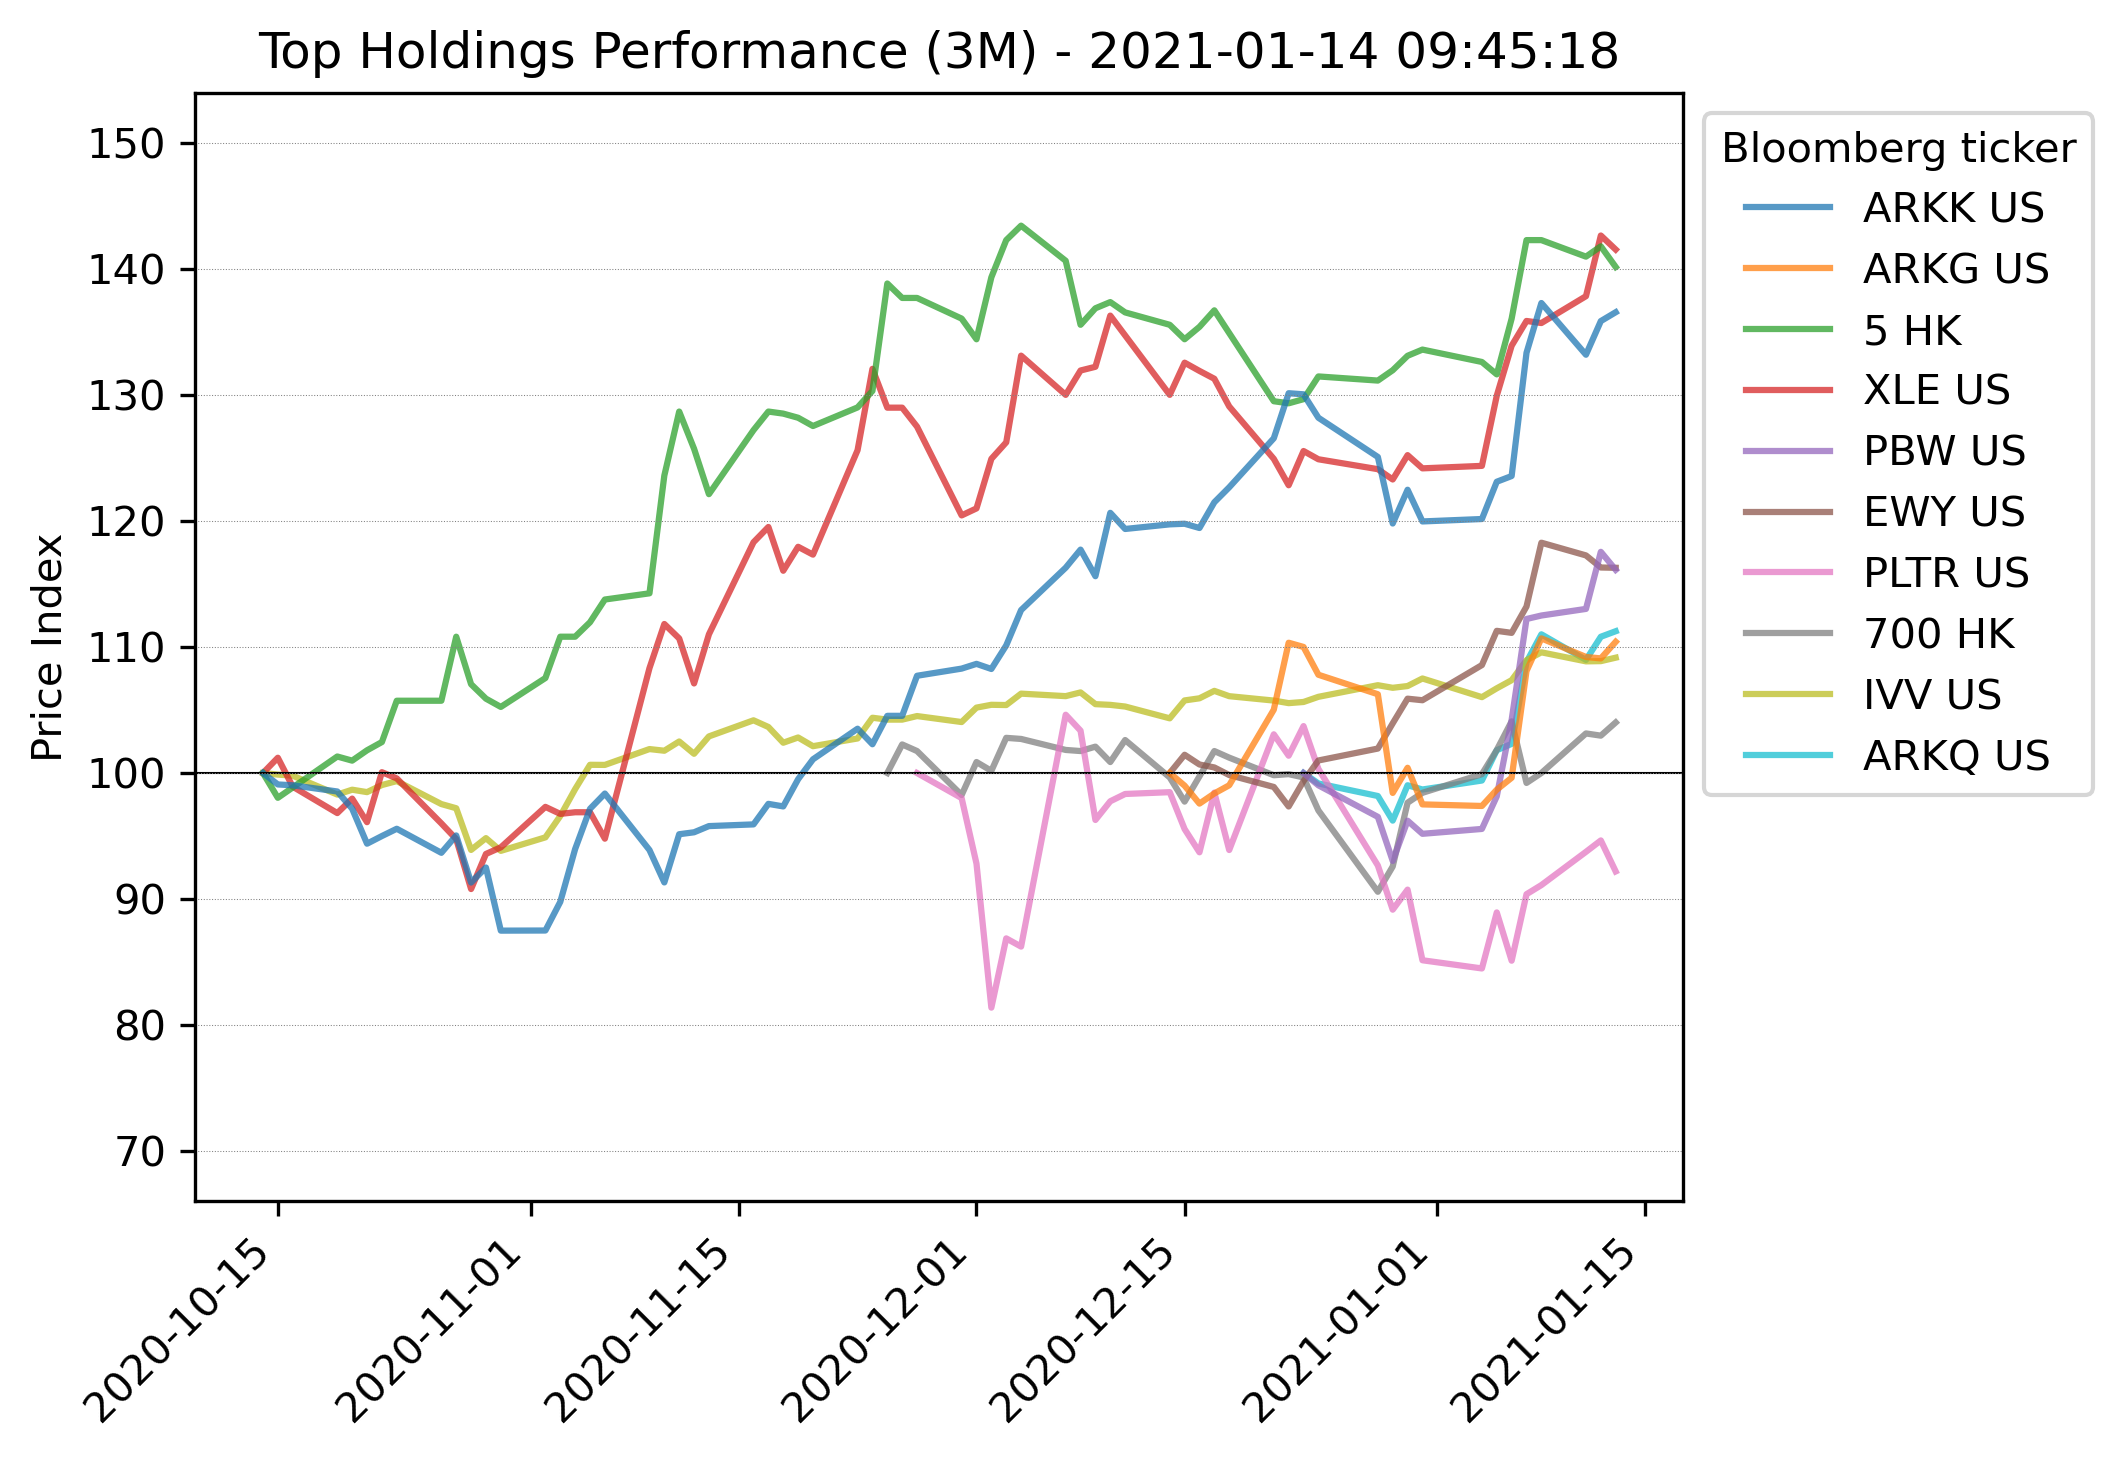 Top Holdings Performance (3M) - 2021-01-14 09:45:18
Price Index
150
140
130
120
110
100
90
80
70
2020-10-15
2020-11-01
2020-11-15
2020-12-01
2020-12-15
2021-01-01
2021-01-15
Bloomberg ticker
ARKK US
ARKG US
5 HK
XLE US
PBW US
EWY US
PLTR US
700 HK
IVV US
ARKQ US